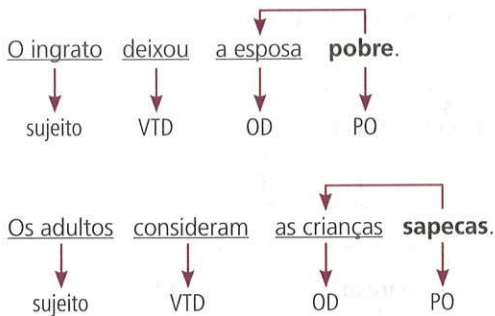 O ingrato deixou a esposa pobre.
sujeito VTD OD PO
Os adultos consideram as crianças sapecas.
sujeito VTD OD PO